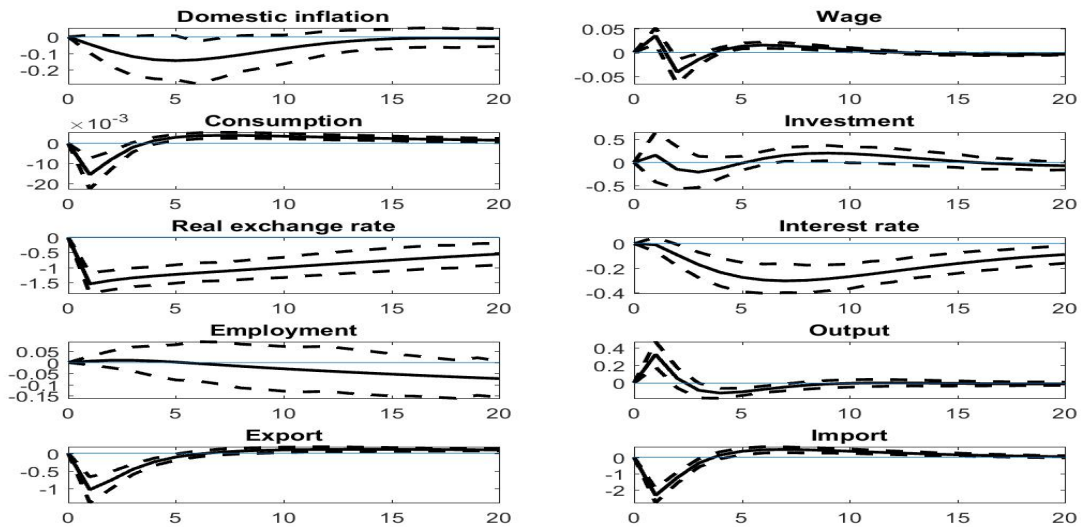 Domestic inflation
0
-0.1
-0.2
0 5 10 15 20
Wage
0.05
0
-0.05
0 5 10 15 20
×10^-3
Consumption
0
-10
-20
0 5 10 15 20
Investment
0.5
0
-0.5
0 5 10 15 20
Real exchange rate
0
-0.5
-1
-1.5
0 5 10 15 20
Interest rate
0
-0.2
-0.4
0 5 10 15 20
Employment
0.05
0
-0.05
-0.1
-0.15
0 5 10 15 20
Output
0.4
0.2
0
0 5 10 15 20
Export
0
-0.5
-1
0 5 10 15 20
Import
0
-1
-2
0 5 10 15 20